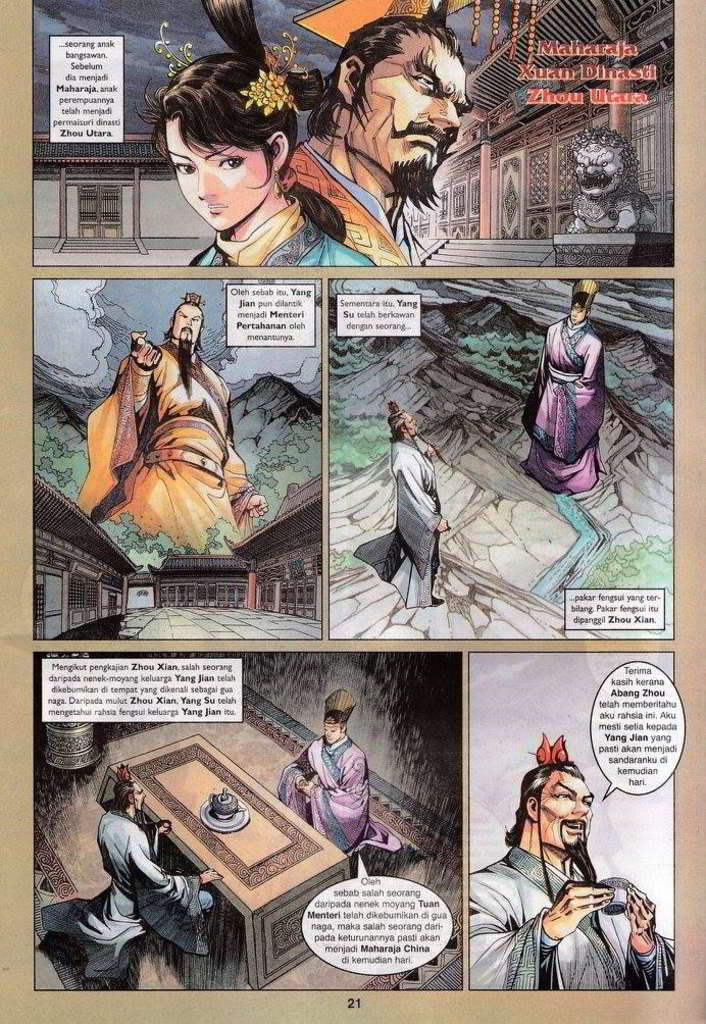 ...seorang anak
bangsawan.
Sebelum
dia menjadi
Maharaja, anak
perempuannya
telah menjadi
permaisuri dinasti
Zhou Utara.
Maharaja
Xuan Dinasti
Zhou Utara
Oleh sebab itu, Yang
Jian pun dilantik
menjadi Menteri
Pertahanan oleh
menantunya.
Sementara itu, Yang
Su telah berkawan
dengan seorang...
...pakar fengsui yang ter-
bilang. Pakar fengsui itu
dipanggil Zhou Xian.
Mengikut pengkajian Zhou Xian, salah seorang
daripada nenek-moyang keluarga Yang Jian telah
dikebumikan di tempat yang dikenali sebagai gua
naga. Daripada mulut Zhou Xian, Yang Su telah
mengetahui rahsia fengsui keluarga Yang Jian itu.
Oleh
sebab salah seorang
daripada nenek moyang Tuan
Menteri telah dikebumikan di gua
naga, maka salah seorang dari-
pada keturunannya pasti akan
menjadi Maharaja China
di kemudian hari.
Terima
kasih kerana
Abang Zhou
telah memberitahu
aku rahsia ini. Aku
mesti setia kepada
Yang Jian yang
pasti akan menjadi
sandaranku di
kemudian
hari.
21